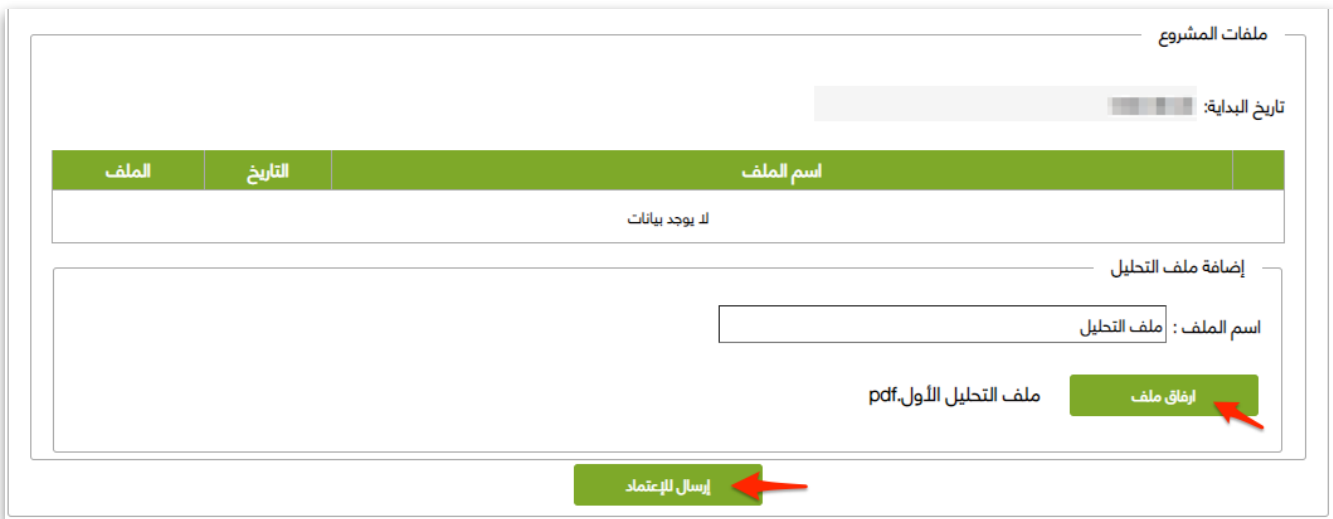 ملفات المشروع
تاريخ البداية:
اسم الملف التاريخ الملف
لا يوجد بيانات
إضافة ملف التحليل
اسم الملف : ملف التحليل
ارفاق ملف ملف التحليل الأول.pdf
إرسال للإعتماد